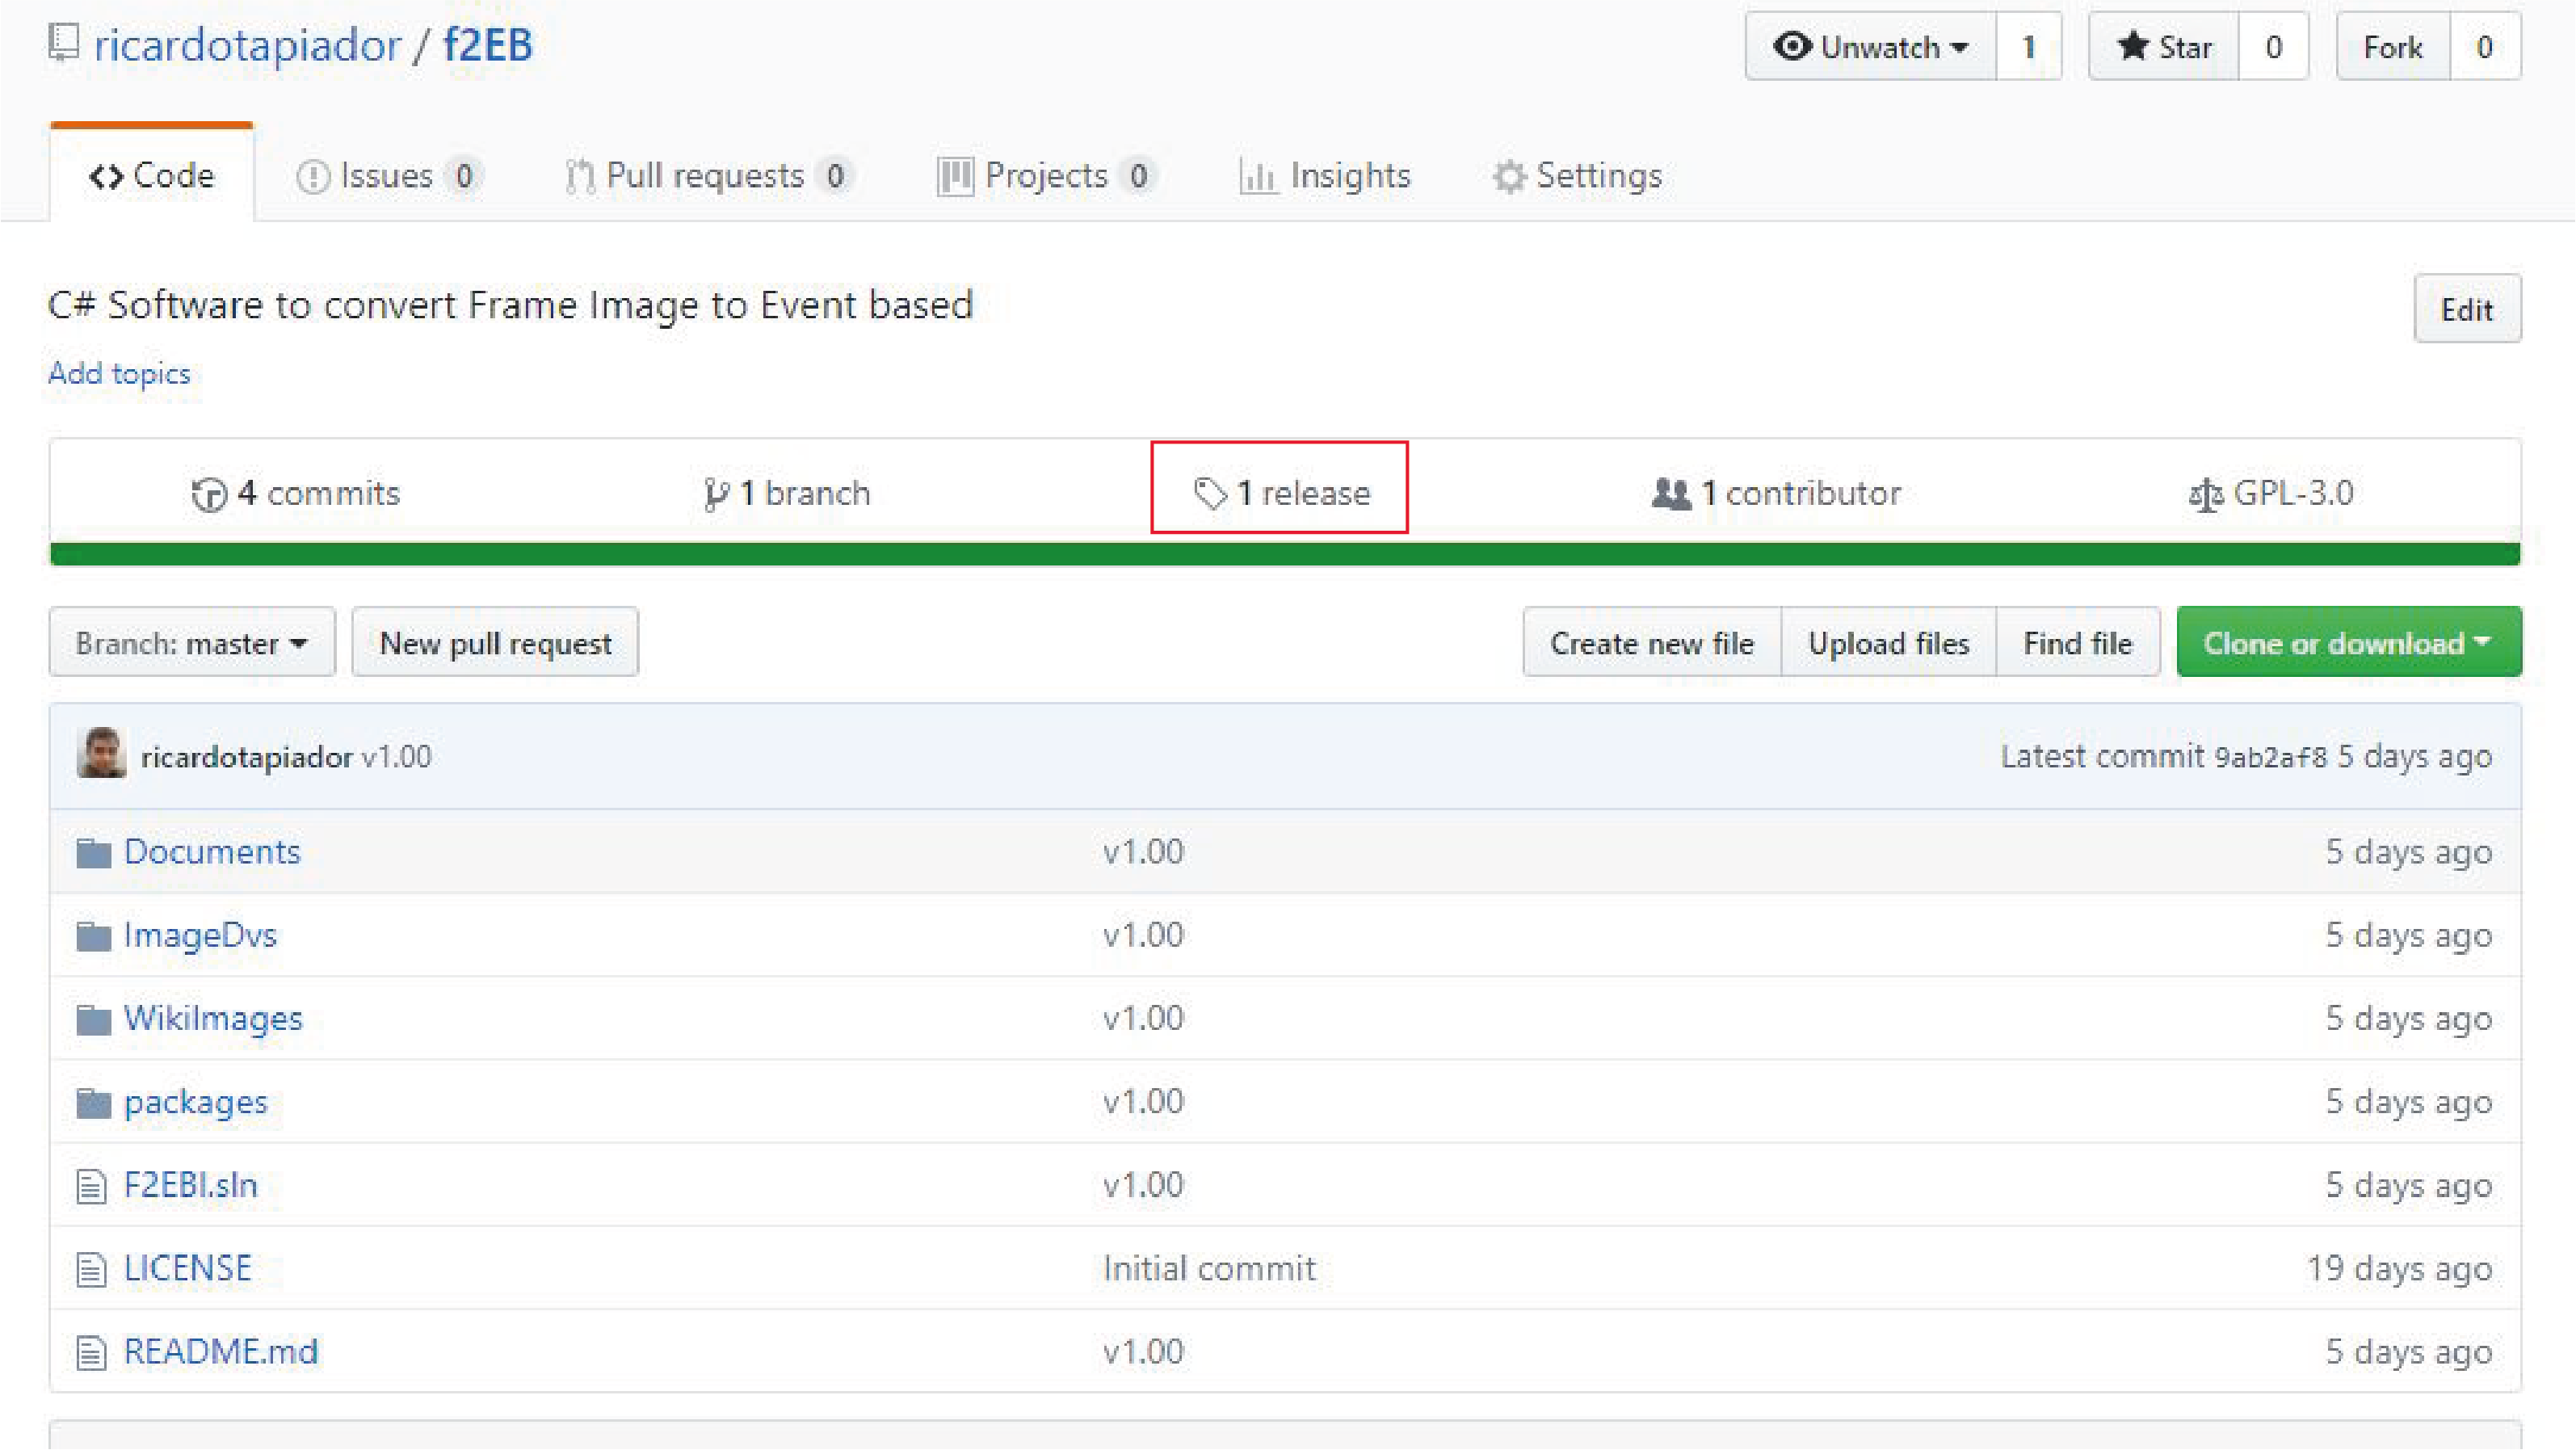 ricardotapiador / f2EB
Unwatch 1 Star 0 Fork 0
Code Issues 0 Pull requests 0 Projects 0 Insights Settings
C# Software to convert Frame Image to Event based
Edit
Add topics
4 commits 1 branch 1 release 1 contributor GPL-3.0
Branch: master New pull request Create new file Upload files Find file Clone or download
ricardotapiador v1.00 Latest commit 9ab2af8 5 days ago
Documents v1.00 5 days ago
ImageDvs v1.00 5 days ago
WikiImages v1.00 5 days ago
packages v1.00 5 days ago
F2EBI.sln v1.00 5 days ago
LICENSE Initial commit 19 days ago
README.md v1.00 5 days ago